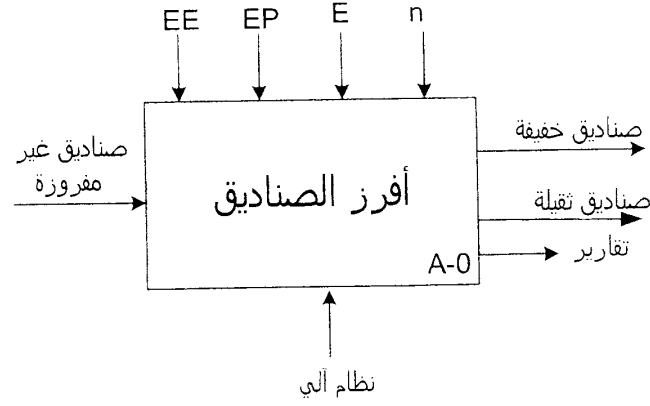 EE EP E n
صناديق غير
مفروزة
أفرز الصناديق
A-0
صناديق خفيفة
صناديق ثقيلة
تقارير
نظام آلي